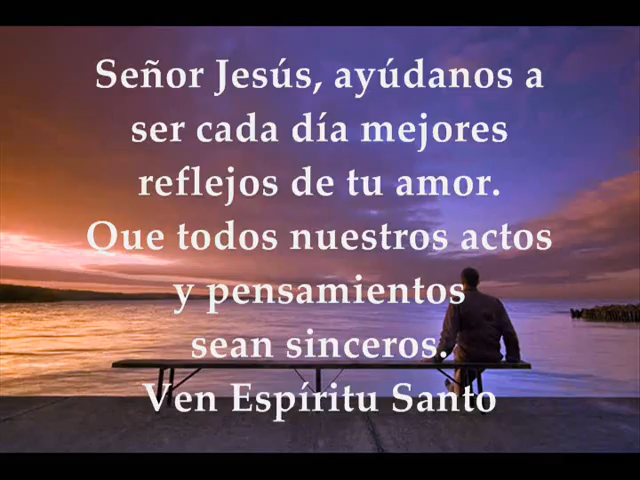 Señor Jesús, ayúdanos a
ser cada día mejores
reflejos de tu amor.
Que todos nuestros actos
y pensamientos
sean sinceros.
Ven Espíritu Santo